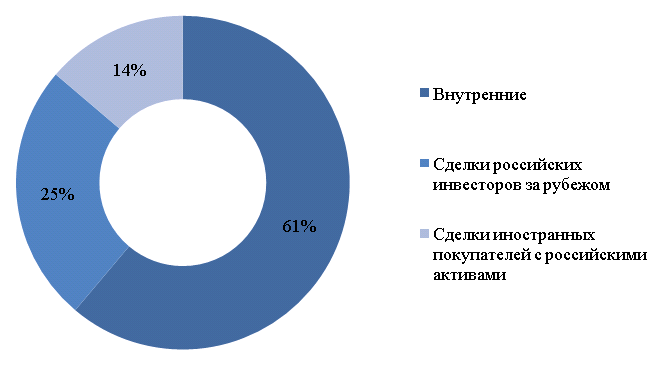 14%
25%
61%
Внутренние
Сделки российских
инвесторов за рубежом
Сделки иностранных
покупателей с российскими
активами